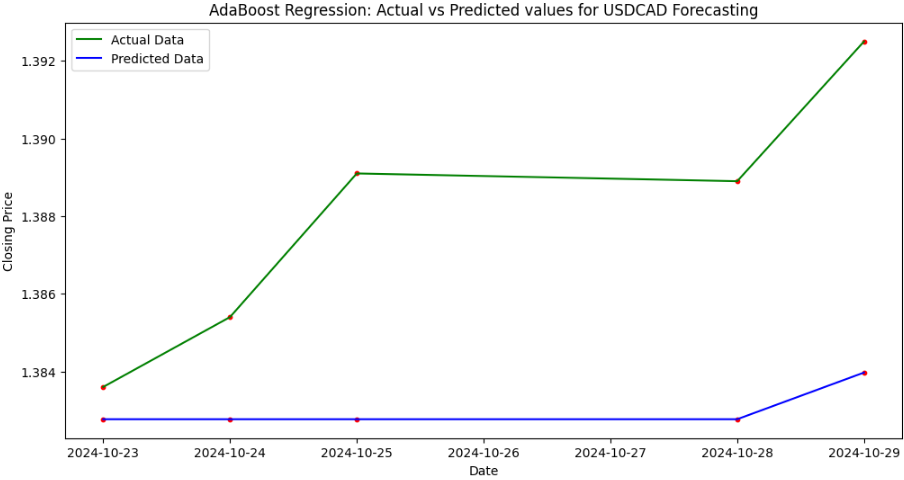 AdaBoost Regression: Actual vs Predicted values for USDCAD Forecasting
Actual Data
Predicted Data
1.392
1.390
1.388
1.386
1.384
Closing Price
2024-10-23 2024-10-24 2024-10-25 2024-10-26 2024-10-27 2024-10-28 2024-10-29
Date